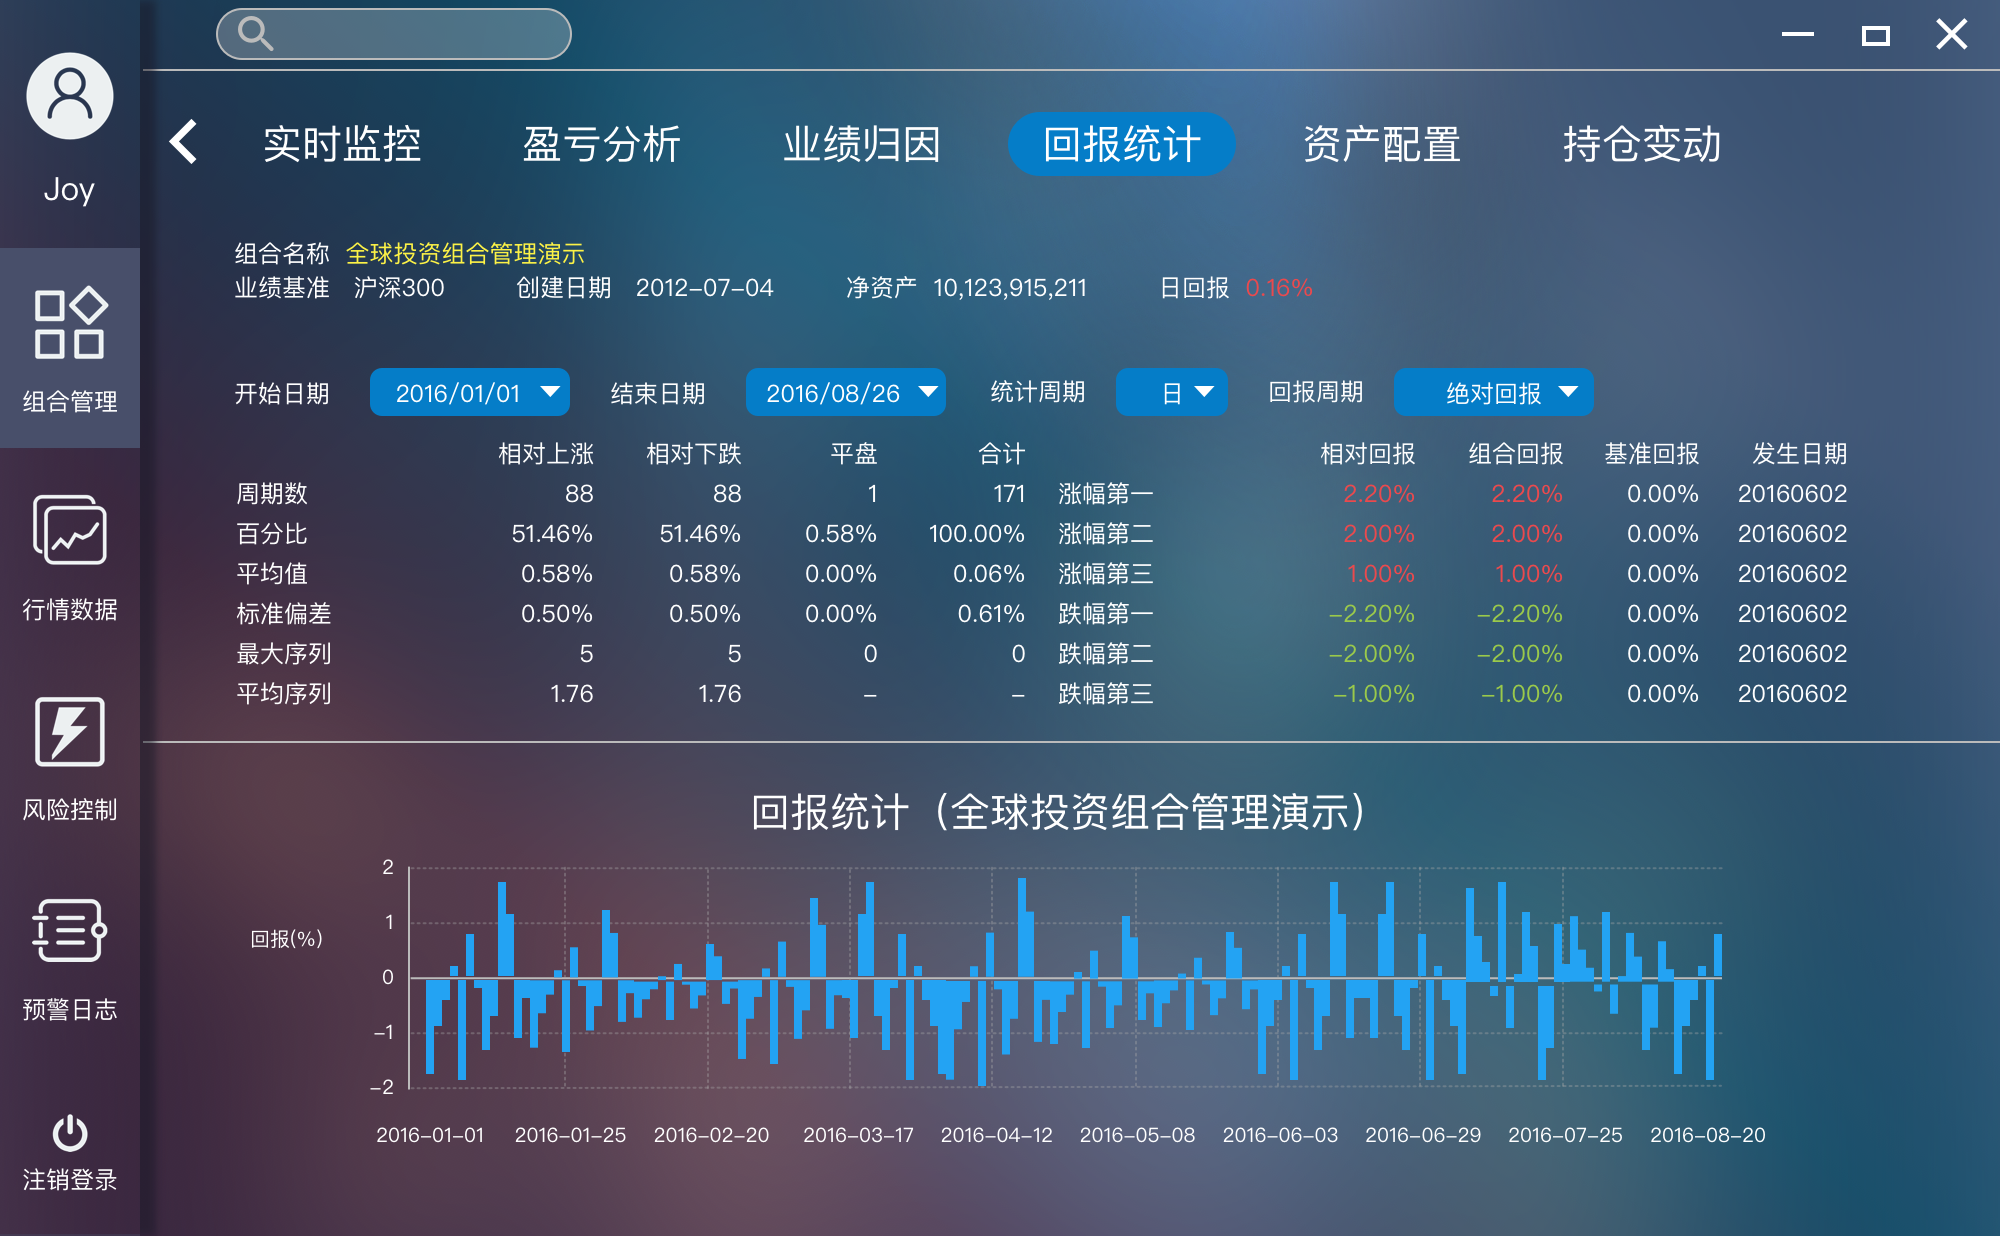 Joy
组合管理
行情数据
风险控制
预警日志
注销登录
实时监控 盈亏分析 业绩归因 回报统计 资产配置 持仓变动
组合名称 全球投资组合管理演示
业绩基准 沪深300 创建日期 2012-07-04 净资产 10,123,915,211 日回报 0.16%
开始日期 2016/01/01 结束日期 2016/08/26 统计周期 日 回报周期 绝对回报
相对上涨 相对下跌 平盘 合计 相对回报 组合回报 基准回报 发生日期
周期数 88 88 1 171 涨幅第一 2.20% 2.20% 0.00% 20160602
百分比 51.46% 51.46% 0.58% 100.00% 涨幅第二 2.00% 2.00% 0.00% 20160602
平均值 0.58% 0.58% 0.00% 0.06% 涨幅第三 1.00% 1.00% 0.00% 20160602
标准偏差 0.50% 0.50% 0.00% 0.61% 跌幅第一 -2.20% -2.20% 0.00% 20160602
最大序列 5 5 0 0 跌幅第二 -2.00% -2.00% 0.00% 20160602
平均序列 1.76 1.76 - - 跌幅第三 -1.00% -1.00% 0.00% 20160602
回报统计（全球投资组合管理演示）
2
1
回报(%)
0
-1
-2
2016-01-01 2016-01-25 2016-02-20 2016-03-17 2016-04-12 2016-05-08 2016-06-03 2016-06-29 2016-07-25 2016-08-20